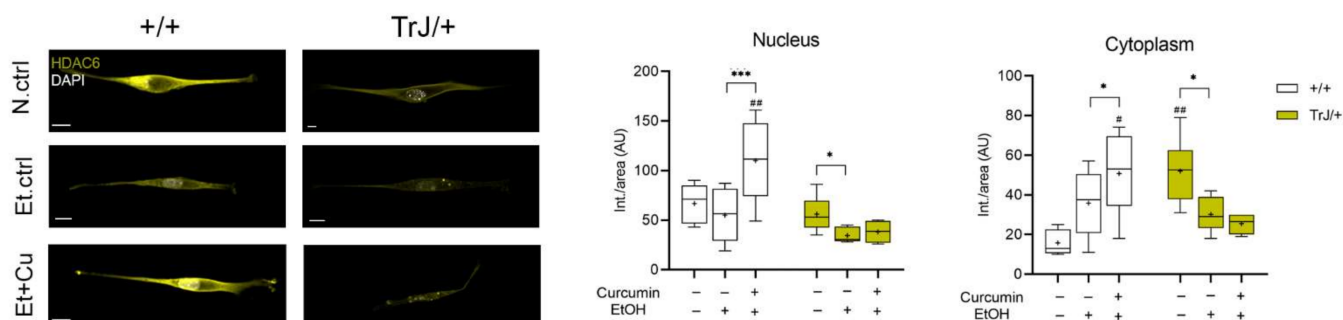 +/+ TrJ/+
N.ctrl
HDAC6
DAPI
Et.ctrl
Et+Cu
Nucleus
Int./area (AU)
200
150
100
50
0
***
##
*
Curcumin – – + – – +
EtOH – + + – + +
Cytoplasm
Int./area (AU)
100
80
60
40
20
0
*
#
##
*
Curcumin – – + – – +
EtOH – + + – + +
+/+
TrJ/+